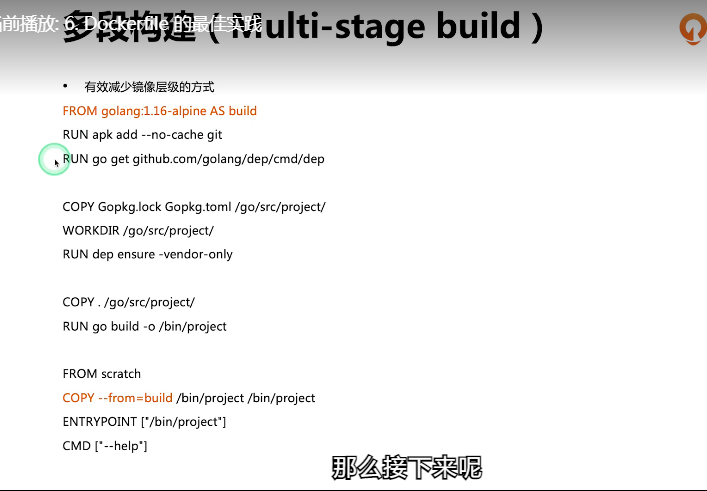 当前播放: 6. Dockerfile 的最佳实践
多段构建（Multi-stage build）
• 有效减少镜像层级的方式
FROM golang:1.16-alpine AS build
RUN apk add --no-cache git
RUN go get github.com/golang/dep/cmd/dep
COPY Gopkg.lock Gopkg.toml /go/src/project/
WORKDIR /go/src/project/
RUN dep ensure -vendor-only
COPY . /go/src/project/
RUN go build -o /bin/project
FROM scratch
COPY --from=build /bin/project /bin/project
ENTRYPOINT ["/bin/project"]
CMD ["--help"]
那么接下来呢